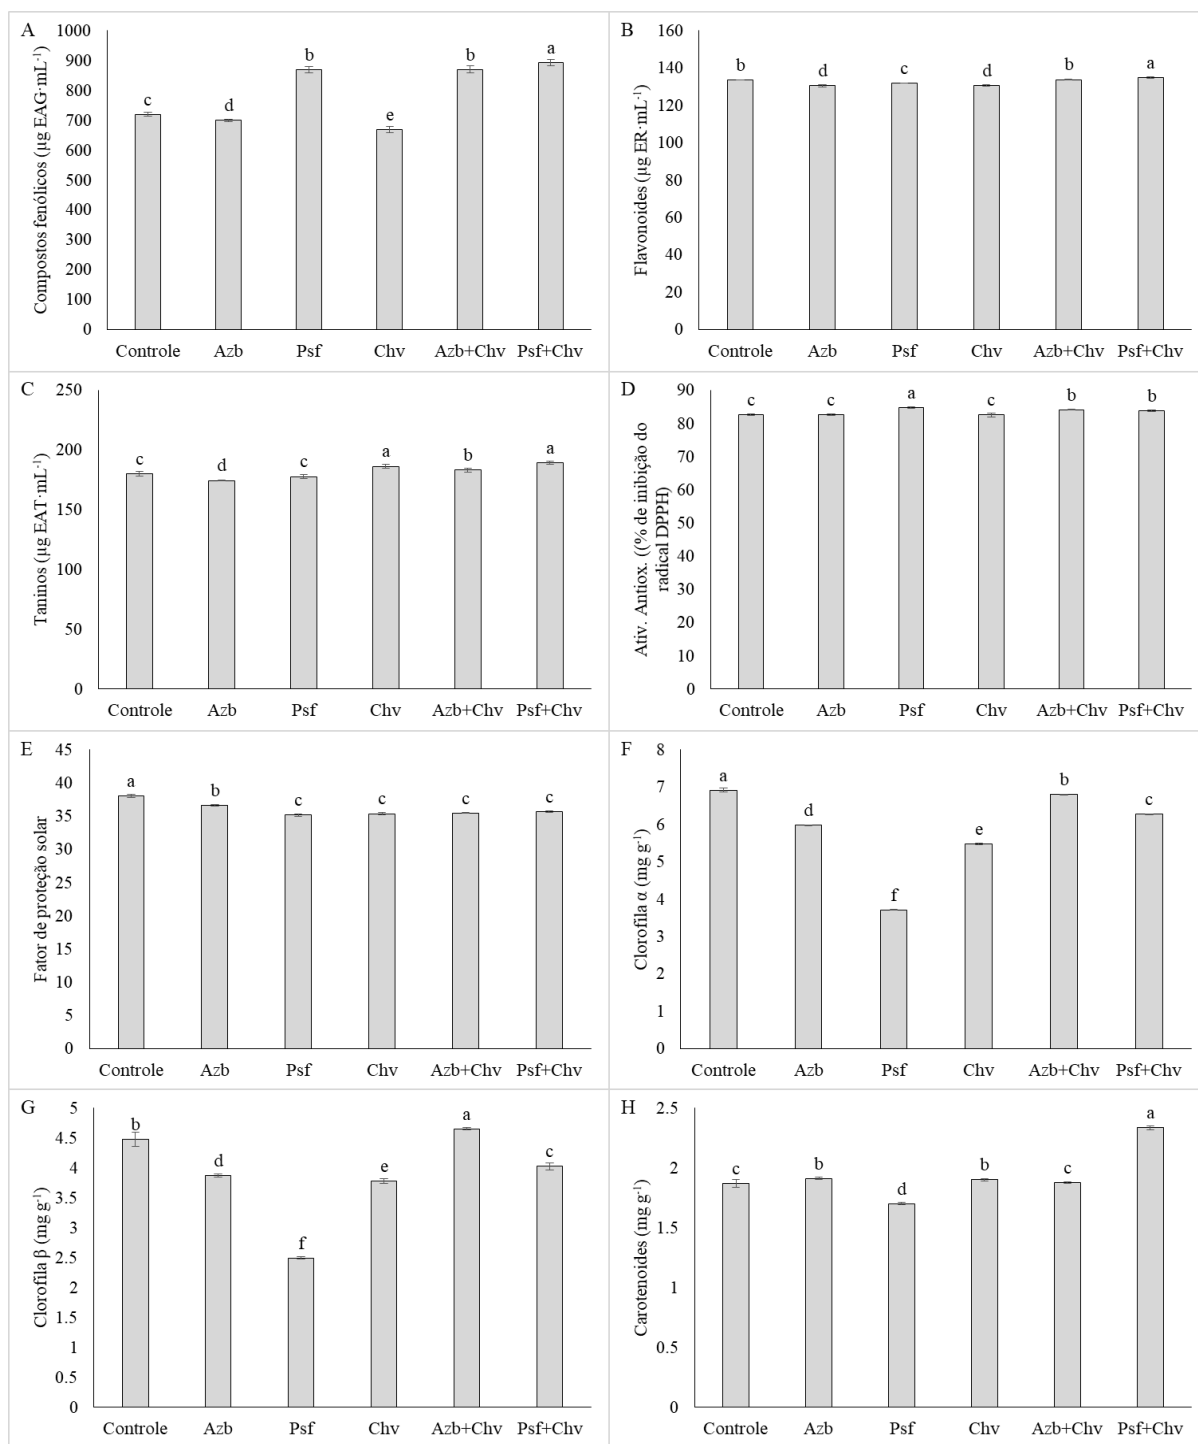 A
Compostos fenólicos (µg EAG·mL-1)
1000
900
800
700
600
500
400
300
200
100
0
c
d
b
e
b
a
Controle Azb Psf Chv Azb+Chv Psf+Chv
B
Flavonoides (µg ER·mL-1)
160
140
120
100
80
60
40
20
0
b
d
c
d
b
a
Controle Azb Psf Chv Azb+Chv Psf+Chv
C
Taninos (µg EAT·mL-1)
250
200
150
100
50
0
c
d
c
a
b
a
Controle Azb Psf Chv Azb+Chv Psf+Chv
D
Ativ. Antiox. ((% de inibição do
radical DPPH)
90
80
70
60
50
40
30
20
10
0
c
c
a
c
b
b
Controle Azb Psf Chv Azb+Chv Psf+Chv
E
Fator de proteção solar
45
40
35
30
25
20
15
10
5
0
a
b
c
c
c
c
Controle Azb Psf Chv Azb+Chv Psf+Chv
F
Clorofila α (mg g-1)
8
7
6
5
4
3
2
1
0
a
d
f
e
b
c
Controle Azb Psf Chv Azb+Chv Psf+Chv
G
Clorofila β (mg g-1)
5
4.5
4
3.5
3
2.5
2
1.5
1
0.5
0
b
d
f
e
a
c
Controle Azb Psf Chv Azb+Chv Psf+Chv
H
Carotenoides (mg g-1)
2.5
2
1.5
1
0.5
0
c
b
d
b
c
a
Controle Azb Psf Chv Azb+Chv Psf+Chv